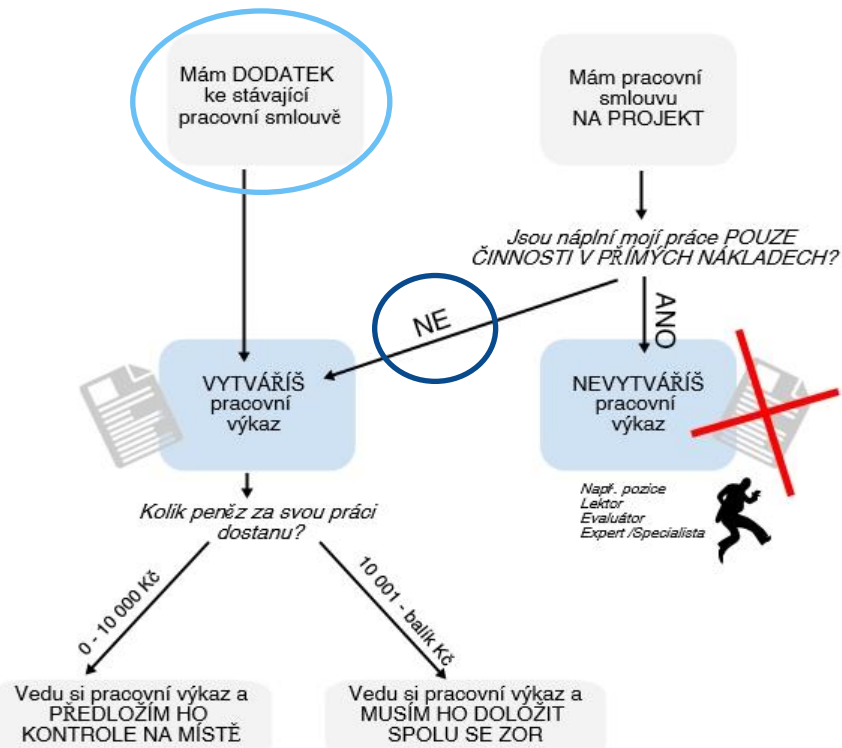 Mám DODATEK
ke stávající
pracovní smlouvě
Mám pracovní
smlouvu
NA PROJEKT
Jsou náplní mojí práce POUZE
ČINNOSTI V PŘÍMÝCH NÁKLADECH?
NE
ANO
VYTVÁŘÍŠ
pracovní
výkaz
NEVYTVÁŘÍŠ
pracovní
výkaz
Např. pozice
Lektor
Evaluátor
Expert /Specialista
Kolik peněz za svou práci
dostanu?
0 - 10 000 Kč
10 001 - balík Kč
Vedu si pracovní výkaz a
PŘEDLOŽÍM HO
KONTROLE NA MÍSTĚ
Vedu si pracovní výkaz a
MUSÍM HO DOLOŽIT
SPOLU SE ZOR